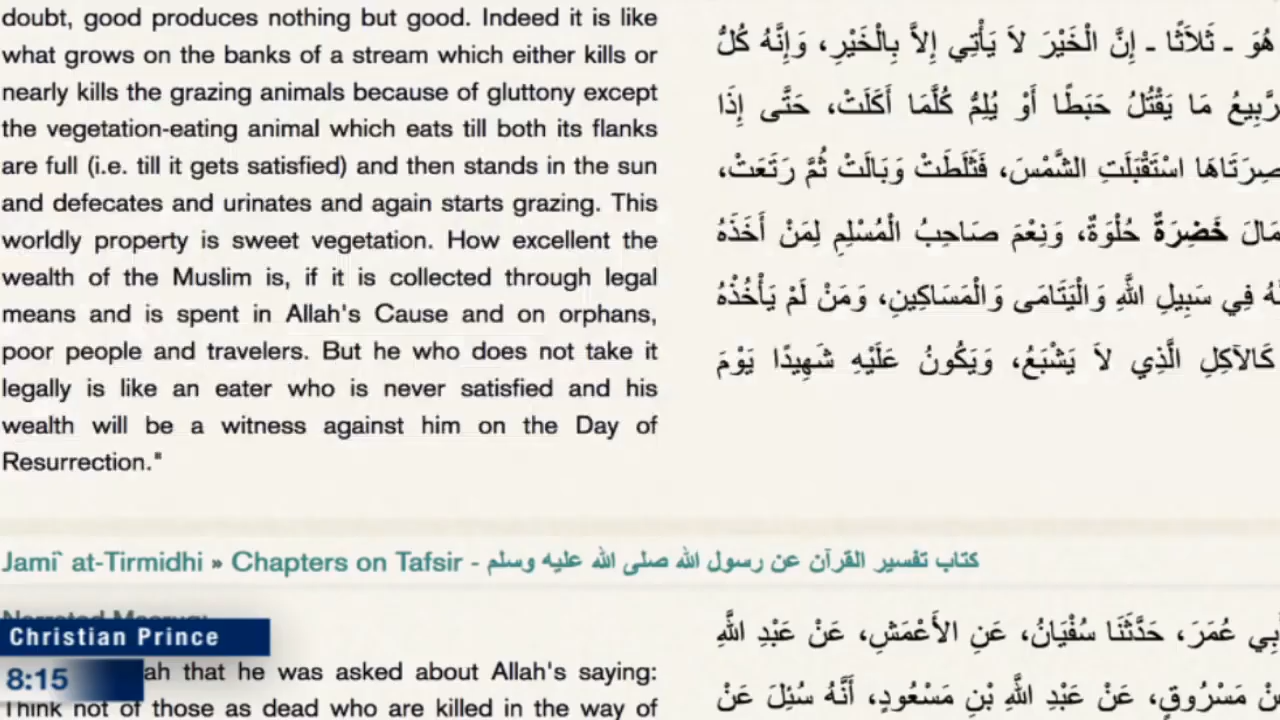 doubt, good produces nothing but good. Indeed it is like
what grows on the banks of a stream which either kills or
nearly kills the grazing animals because of gluttony except
the vegetation-eating animal which eats till both its flanks
are full (i.e. till it gets satisfied) and then stands in the sun
and defecates and urinates and again starts grazing. This
worldly property is sweet vegetation. How excellent the
wealth of the Muslim is, if it is collected through legal
means and is spent in Allah's Cause and on orphans,
poor people and travelers. But he who does not take it
legally is like an eater who is never satisfied and his
wealth will be a witness against him on the Day of
Resurrection."
هُوَ ـ ثَلاَثًا ـ إِنَّ الْخَيْرَ لاَ يَأْتِي إِلاَّ بِالْخَيْرِ، وَإِنَّهُ كُلُّ
رَّبِيعُ مَا يَقْتُلُ حَبَطًا أَوْ يُلِمُّ كُلَّمَا أَكَلَتْ، حَتَّى إِذَا
صِرَتَاهَا اسْتَقْبَلَتِ الشَّمْسَ، فَثَلَطَتْ وَبَالَتْ ثُمَّ رَتَعَتْ،
مَالَ خَضِرَةٌ حُلْوَةٌ، وَنِعْمَ صَاحِبُ الْمُسْلِمِ لِمَنْ أَخَذَهُ
هُ فِي سَبِيلِ اللَّهِ وَالْيَتَامَى وَالْمَسَاكِينِ، وَمَنْ لَمْ يَأْخُذْهُ
كَالآكِلِ الَّذِي لاَ يَشْبَعُ، وَيَكُونُ عَلَيْهِ شَهِيدًا يَوْمَ
Jami` at-Tirmidhi » Chapters on Tafsir - كتاب تفسير القرآن عن رسول الله صلى الله عليه وسلم
Narrated Masruq:
Christian Prince
8:15
ah that he was asked about Allah's saying:
Think not of those as dead who are killed in the way of
بِي عُمَرَ، حَدَّثَنَا سُفْيَانُ، عَنِ الأَعْمَشِ، عَنْ عَبْدِ اللَّهِ
نْ مَسْرُوقٍ، عَنْ عَبْدِ اللَّهِ بْنِ مَسْعُودٍ، أَنَّهُ سُئِلَ عَنْ